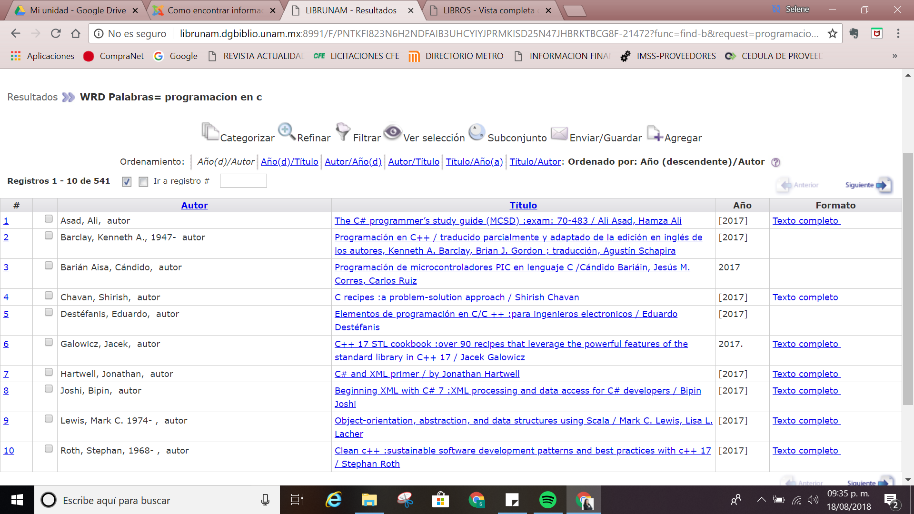 Mi unidad - Google Drive
Como encontrar informac
LIBRUNAM - Resultados
LIBROS - Vista completa
Selene
No es seguro
librunam.dgbiblio.unam.mx:8991/F/PNTKFI823N6H2NDFAIB3UHCYIYJPRMKISD25N47JHBRKTBCG8F-21472?func=find-b&request=programacio...
Aplicaciones
CompraNet
Google
REVISTA ACTUALIDAD
CFE LICITACIONES CFE
DIRECTORIO METRO
INFORMACION FINAN
IMSS-PROVEEDORES
CEDULA DE PROVEEL
»
Resultados WRD Palabras= programacion en c
Categorizar Refinar Filtrar Ver selección Subconjunto Enviar/Guardar Agregar
Ordenamiento: Año(d)/Autor Año(d)/Título Autor/Año(d) Autor/Título Título/Año(a) Título/Autor: Ordenado por: Año (descendente)/Autor ?
Registros 1 - 10 de 541 Ir a registro # Anterior Siguiente
# Autor Título Año Formato
1 Asad, Ali, autor The C# programmer's study guide (MCSD) :exam: 70-483 / Ali Asad, Hamza Ali [2017] Texto completo
2 Barclay, Kenneth A., 1947- autor Programación en C++ / traducido parcialmente y adaptado de la edición en inglés de [2017]
los autores, Kenneth A. Barclay, Brian J. Gordon ; traducción, Agustín Schapira
3 Barián Aisa, Cándido, autor Programación de microcontroladores PIC en lenguaje C /Cándido Bariáin, Jesús M. 2017
Corres, Carlos Ruiz
4 Chavan, Shirish, autor C recipes :a problem-solution approach / Shirish Chavan [2017] Texto completo
5 Destéfanis, Eduardo, autor Elementos de programación en C/C ++ :para ingenieros electronicos / Eduardo [2017]
Destéfanis
6 Galowicz, Jacek, autor C++ 17 STL cookbook :over 90 recipes that leverage the powerful features of the 2017. Texto completo
standard library in C++ 17 / Jacek Galowicz
7 Hartwell, Jonathan, autor C# and XML primer / by Jonathan Hartwell [2017] Texto completo
8 Joshi, Bipin, autor Beginning XML with C# 7 :XML processing and data access for C# developers / Bipin [2017] Texto completo
Joshi
9 Lewis, Mark C. 1974- , autor Object-orientation, abstraction, and data structures using Scala / Mark C. Lewis, Lisa L. [2017] Texto completo
Lacher
10 Roth, Stephan, 1968- , autor Clean c++ :sustainable software development patterns and best practices with c++ 17 [2017] Texto completo
/ Stephan Roth
Anterior Siguiente
Escribe aquí para buscar
09:35 p. m.
18/08/2018
2